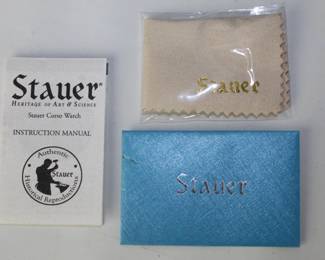 Stauer®
HERITAGE OF ART & SCIENCE
Stauer Corso Watch
INSTRUCTION MANUAL
Authentic
Stauer
Historical Reproductions
Stauer
Stauer